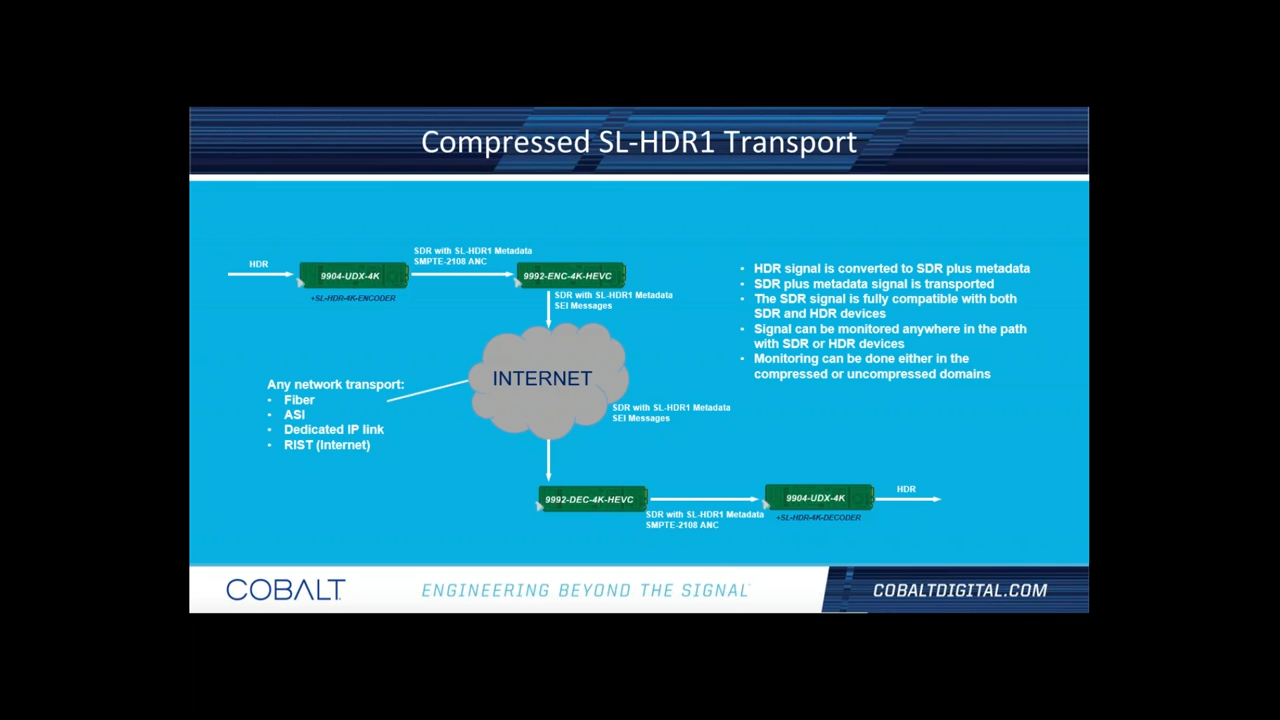 Compressed SL-HDR1 Transport
HDR
9904-UDX-4K
+SL-HDR-4K-ENCODER
SDR with SL-HDR1 Metadata
SMPTE-2108 ANC
9992-ENC-4K-HEVC
SDR with SL-HDR1 Metadata
SEI Messages
• HDR signal is converted to SDR plus metadata
• SDR plus metadata signal is transported
• The SDR signal is fully compatible with both
SDR and HDR devices
• Signal can be monitored anywhere in the path
with SDR or HDR devices
• Monitoring can be done either in the
compressed or uncompressed domains
INTERNET
Any network transport:
• Fiber
• ASI
• Dedicated IP link
• RIST (Internet)
SDR with SL-HDR1 Metadata
SEI Messages
9992-DEC-4K-HEVC
SDR with SL-HDR1 Metadata
SMPTE-2108 ANC
9904-UDX-4K
+SL-HDR-4K-DECODER
HDR
COBALT
ENGINEERING BEYOND THE SIGNAL
COBALTDIGITAL.COM